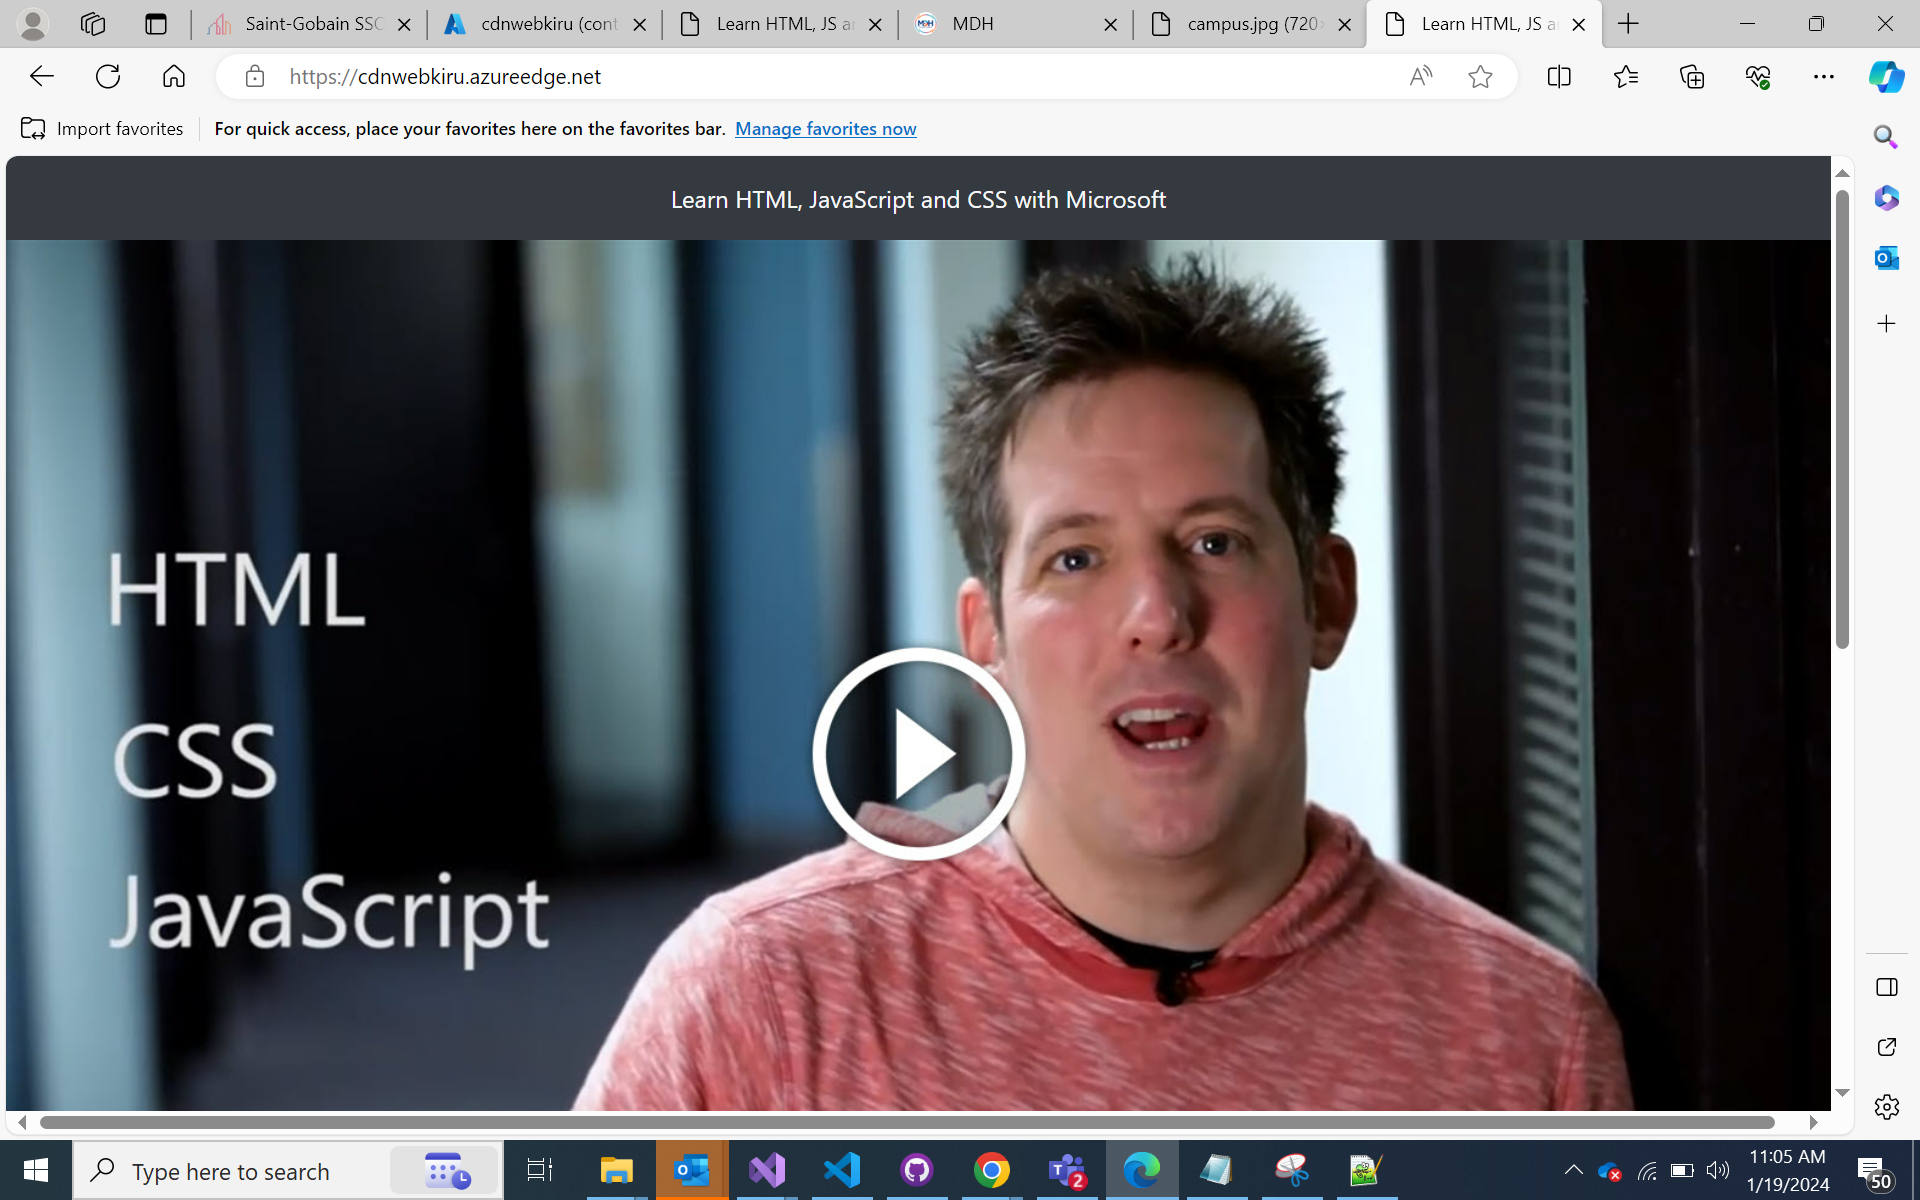 Saint-Gobain SSC
cdnwebkiru (cont
Learn HTML, JS a
MDH
campus.jpg (720
Learn HTML, JS a
https://cdnwebkiru.azureedge.net
Import favorites
For quick access, place your favorites here on the favorites bar. Manage favorites now
Learn HTML, JavaScript and CSS with Microsoft
HTML
CSS
JavaScript
Type here to search
2
11:05 AM
1/19/2024
50